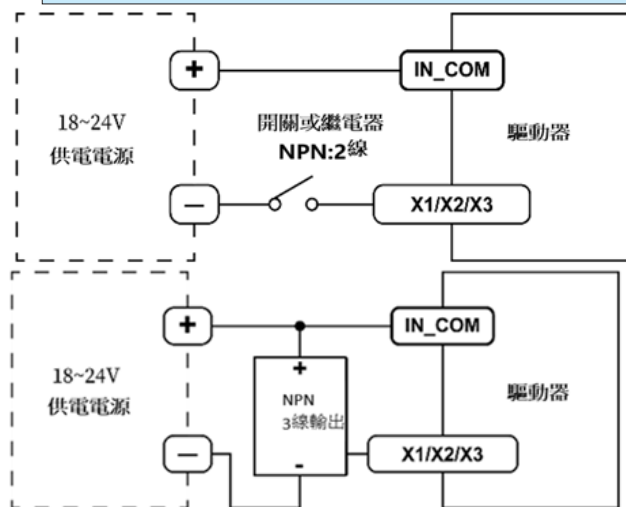 +
IN_COM
18~24V
供電電源
開關或繼電器
NPN:2線
驅動器
—
X1/X2/X3
+
IN_COM
18~24V
供電電源
+
NPN
3線輸出
-
驅動器
—
X1/X2/X3